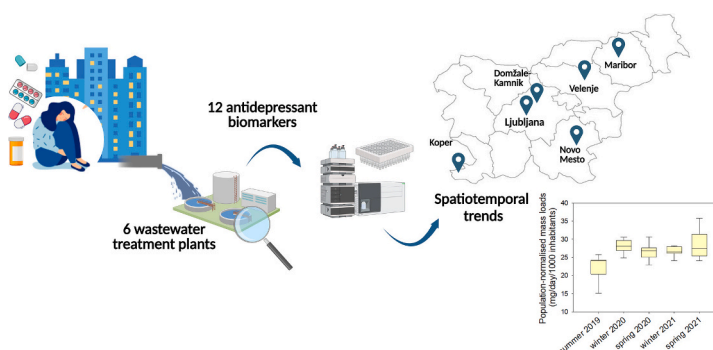 12 antidepressant
biomarkers
6 wastewater
treatment plants
Spatiotemporal
trends
Maribor
Domžale-
Kamnik
Velenje
Ljubljana
Koper
Novo
Mesto
Population-normalised mass loads
(mg/day/1000 inhabitants)
40
35
30
25
20
15
10
summer 2019
winter 2020
spring 2020
winter 2021
spring 2021